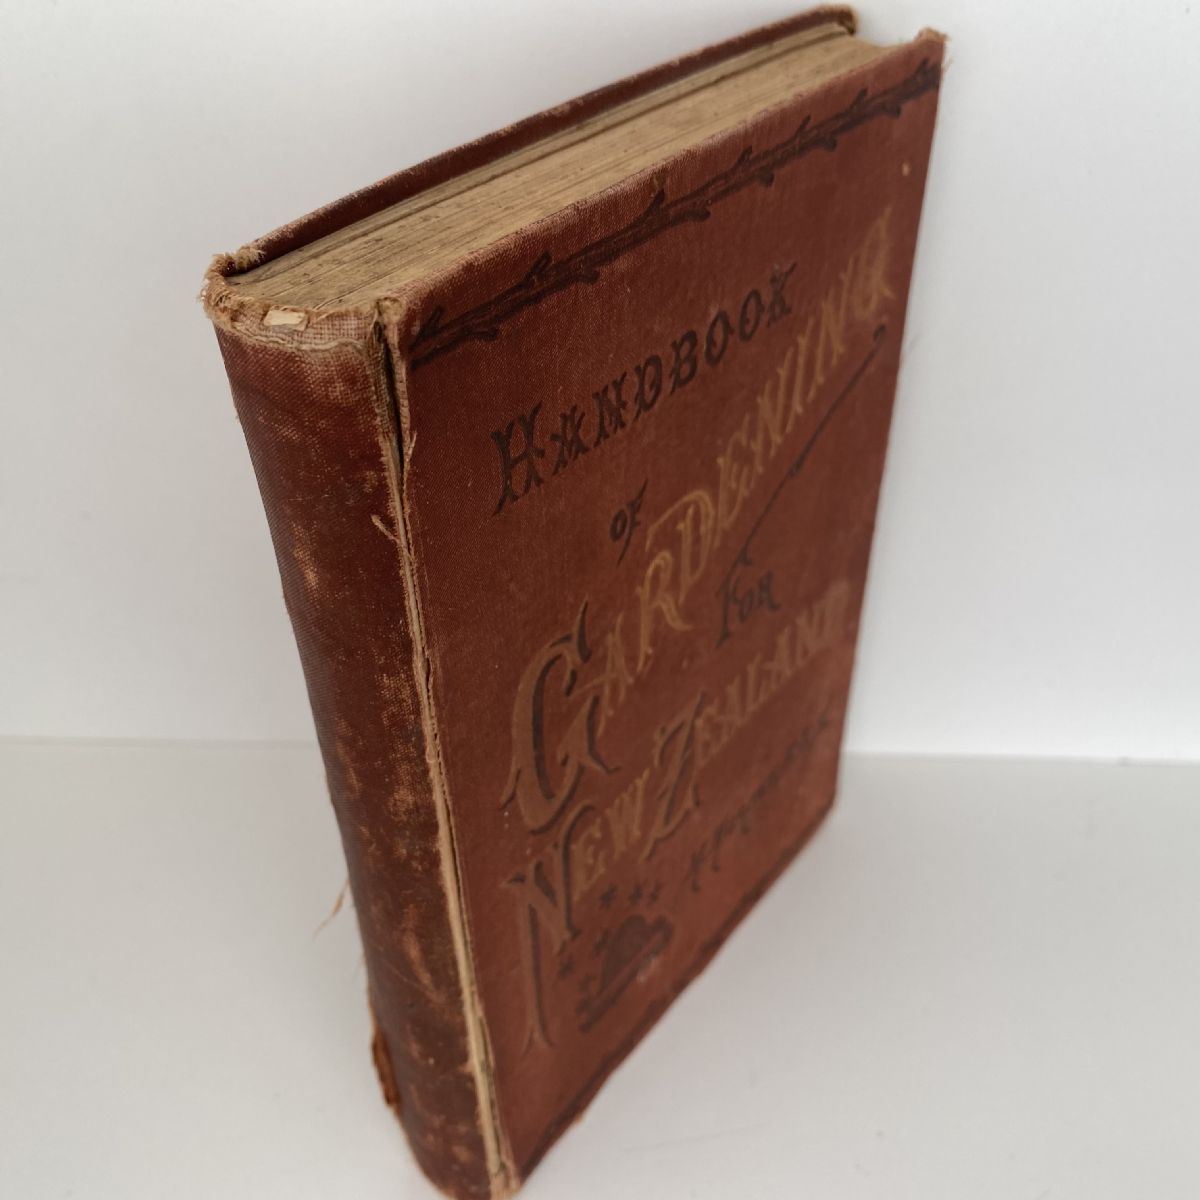 HANDBOOK
OF
GARDENING
FOR
NEW ZEALAND